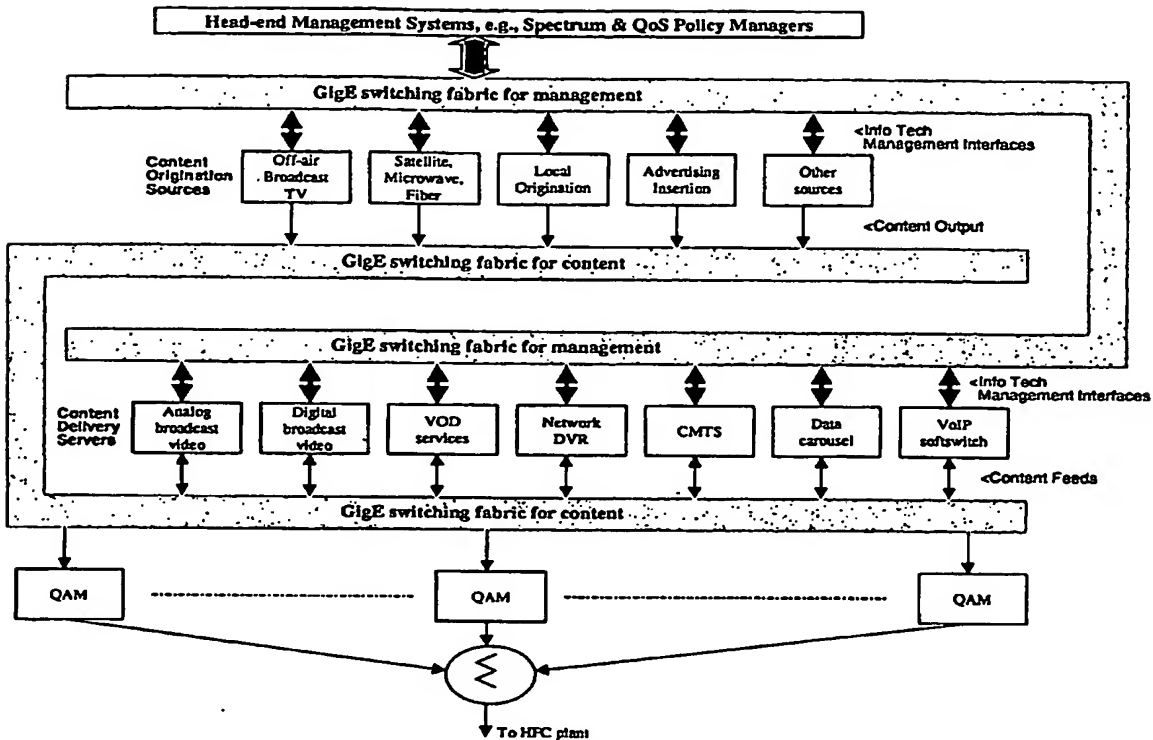 Head-end Management Systems, e.g., Spectrum & QoS Policy Managers
GigE switching fabric for management
<Info Tech
Management Interfaces
Content
Origination
Sources
Off-air
Broadcast
TV
Satellite,
Microwave,
Fiber
Local
Origination
Advertising
Insertion
Other
sources
<Content Output
GigE switching fabric for content
GigE switching fabric for management
<Info Tech
Management Interfaces
Content
Delivery
Servers
Analog
broadcast
video
Digital
broadcast
video
VOD
services
Network
DVR
CMTS
Data
carousel
VoIP
softswitch
<Content Feeds
GigE switching fabric for content
QAM
QAM
QAM
To HFC plant